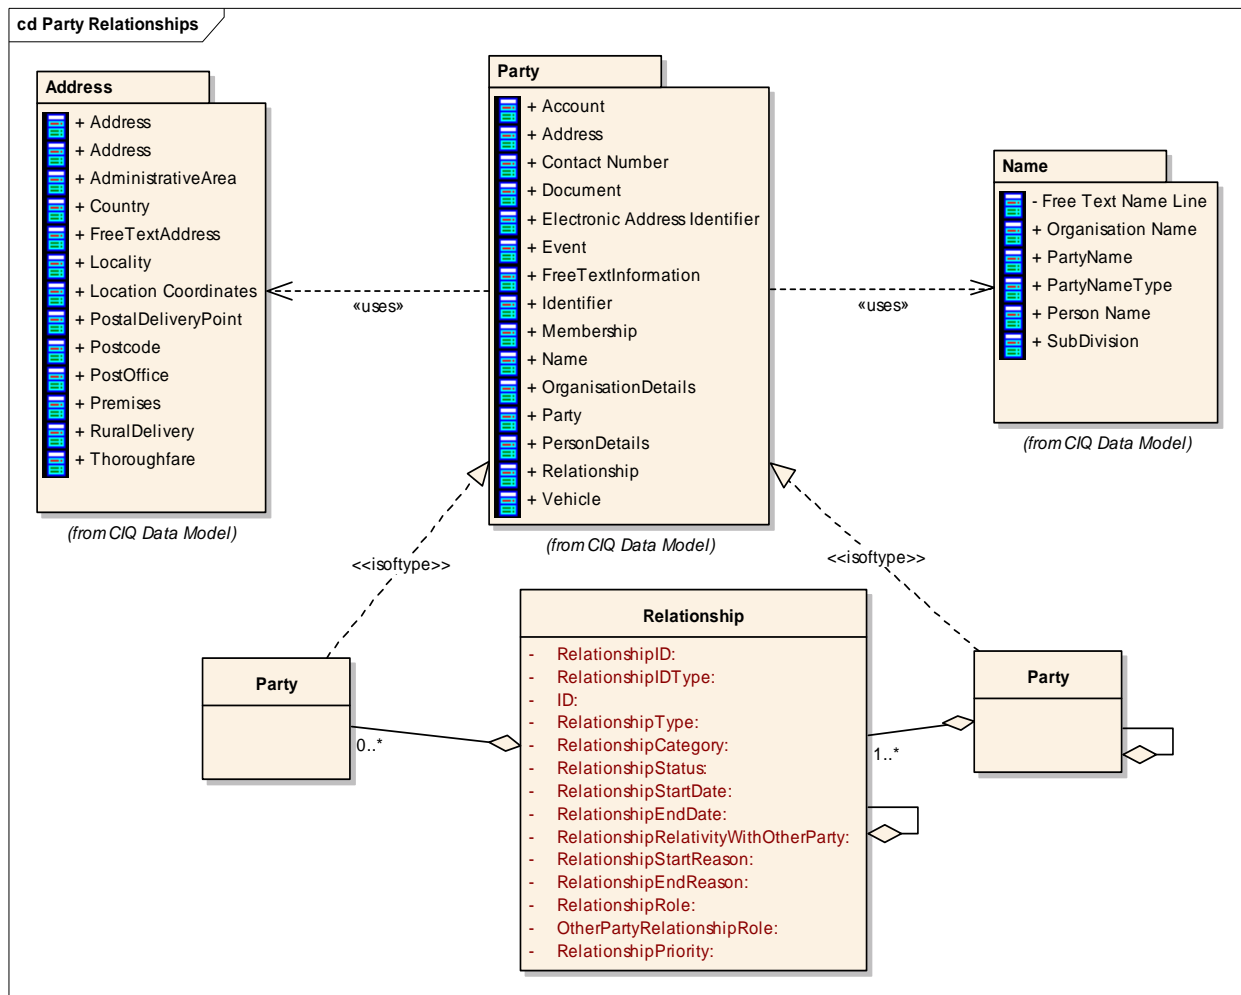 cd Party Relationships
Address
+ Address
+ Address
+ AdministrativeArea
+ Country
+ FreeTextAddress
+ Locality
+ Location Coordinates
+ PostalDeliveryPoint
+ Postcode
+ PostOffice
+ Premises
+ RuralDelivery
+ Thoroughfare
(from CIQ Data Model)
Party
+ Account
+ Address
+ Contact Number
+ Document
+ Electronic Address Identifier
+ Event
+ FreeTextInformation
+ Identifier
+ Membership
+ Name
+ OrganisationDetails
+ Party
+ PersonDetails
+ Relationship
+ Vehicle
(from CIQ Data Model)
Name
- Free Text Name Line
+ Organisation Name
+ PartyName
+ PartyNameType
+ Person Name
+ SubDivision
(from CIQ Data Model)
«uses»
«uses»
<<isoftype>>
<<isoftype>>
Party
0..*
Relationship
- RelationshipID:
- RelationshipIDType:
- ID:
- RelationshipType:
- RelationshipCategory:
- RelationshipStatus:
- RelationshipStartDate:
- RelationshipEndDate:
- RelationshipRelativityWithOtherParty:
- RelationshipStartReason:
- RelationshipEndReason:
- RelationshipRole:
- OtherPartyRelationshipRole:
- RelationshipPriority:
1..*
Party